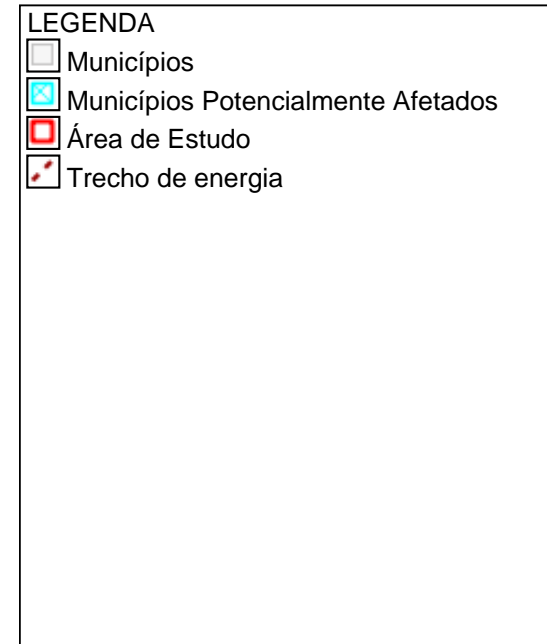 LEGENDA
Municípios
Municípios Potencialmente Afetados
Área de Estudo
Trecho de energia